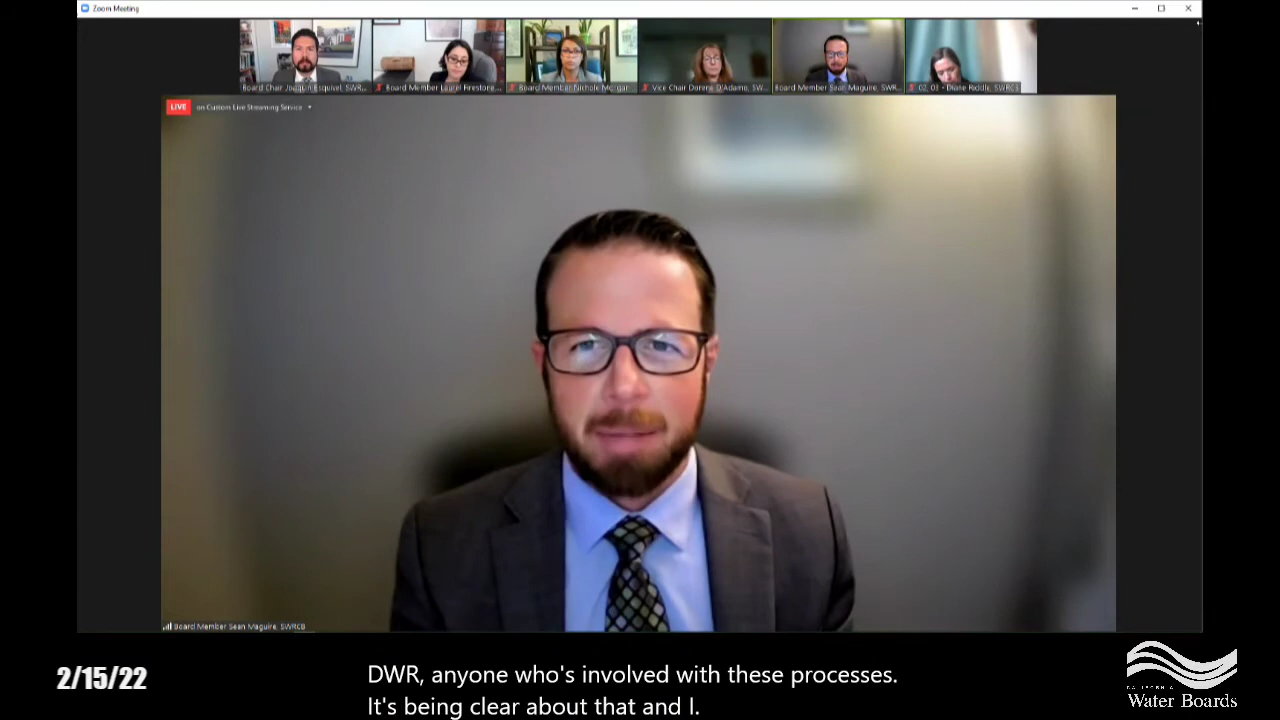 Zoom Meeting
Board Chair Joaquin Esquivel, SWR...
Board Member Laurel Firestone,...
Board Member Nichole Morgan...
Vice Chair Dorene D'Adamo, SW...
Board Member Sean Maguire, SWR...
02, 03 - Diane Riddle, SWRCB
LIVE on Custom Live Streaming Service
Board Member Sean Maguire, SWRCB
2/15/22
DWR, anyone who's involved with these processes.
It's being clear about that and I.
CALIFORNIA
Water Boards